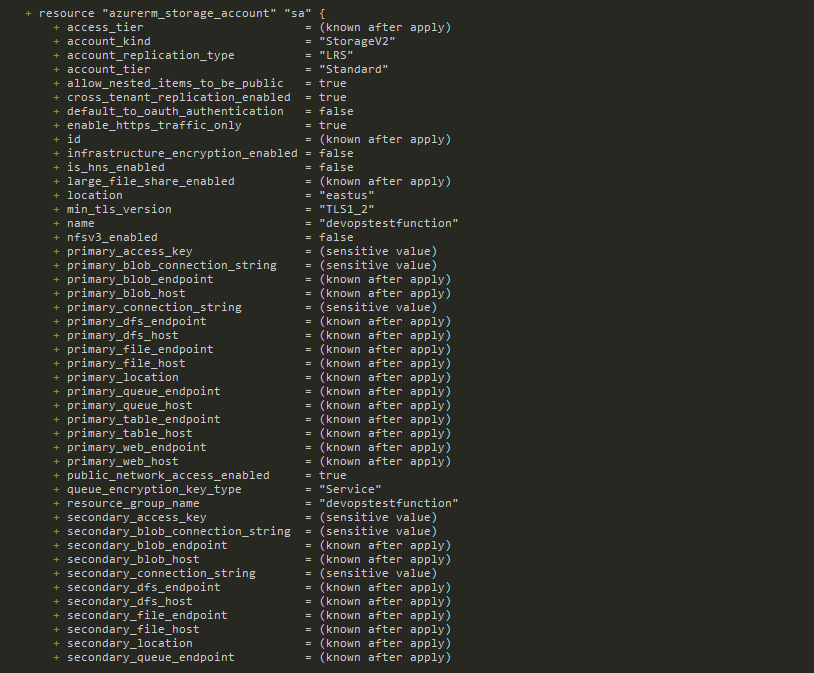 + resource "azurerm_storage_account" "sa" {
+ access_tier = (known after apply)
+ account_kind = "StorageV2"
+ account_replication_type = "LRS"
+ account_tier = "Standard"
+ allow_nested_items_to_be_public = true
+ cross_tenant_replication_enabled = true
+ default_to_oauth_authentication = false
+ enable_https_traffic_only = true
+ id = (known after apply)
+ infrastructure_encryption_enabled = false
+ is_hns_enabled = false
+ large_file_share_enabled = (known after apply)
+ location = "eastus"
+ min_tls_version = "TLS1_2"
+ name = "devopstestfunction"
+ nfsv3_enabled = false
+ primary_access_key = (sensitive value)
+ primary_blob_connection_string = (sensitive value)
+ primary_blob_endpoint = (known after apply)
+ primary_blob_host = (known after apply)
+ primary_connection_string = (sensitive value)
+ primary_dfs_endpoint = (known after apply)
+ primary_dfs_host = (known after apply)
+ primary_file_endpoint = (known after apply)
+ primary_file_host = (known after apply)
+ primary_location = (known after apply)
+ primary_queue_endpoint = (known after apply)
+ primary_queue_host = (known after apply)
+ primary_table_endpoint = (known after apply)
+ primary_table_host = (known after apply)
+ primary_web_endpoint = (known after apply)
+ primary_web_host = (known after apply)
+ public_network_access_enabled = true
+ queue_encryption_key_type = "Service"
+ resource_group_name = "devopstestfunction"
+ secondary_access_key = (sensitive value)
+ secondary_blob_connection_string = (sensitive value)
+ secondary_blob_endpoint = (known after apply)
+ secondary_blob_host = (known after apply)
+ secondary_connection_string = (sensitive value)
+ secondary_dfs_endpoint = (known after apply)
+ secondary_dfs_host = (known after apply)
+ secondary_file_endpoint = (known after apply)
+ secondary_file_host = (known after apply)
+ secondary_location = (known after apply)
+ secondary_queue_endpoint = (known after apply)